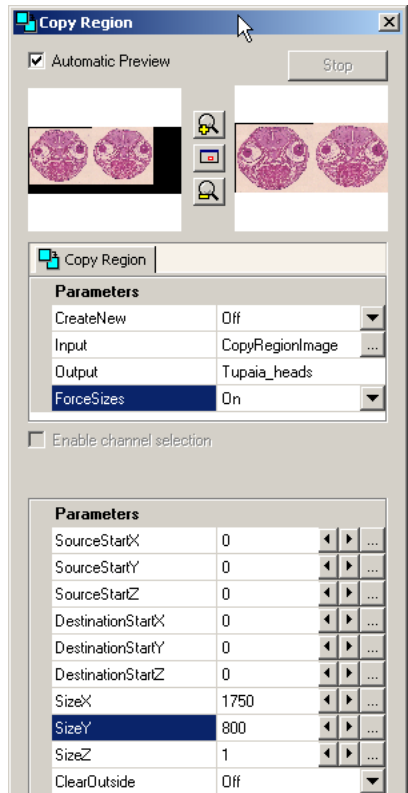 Copy Region
Automatic Preview
Stop
Copy Region
Parameters
CreateNew Off
Input CopyRegionImage ...
Output Tupaia_heads
ForceSizes On
Enable channel selection
Parameters
SourceStartX 0 ...
SourceStartY 0 ...
SourceStartZ 0 ...
DestinationStartX 0 ...
DestinationStartY 0 ...
DestinationStartZ 0 ...
SizeX 1750 ...
SizeY 800 ...
SizeZ 1 ...
ClearOutside Off